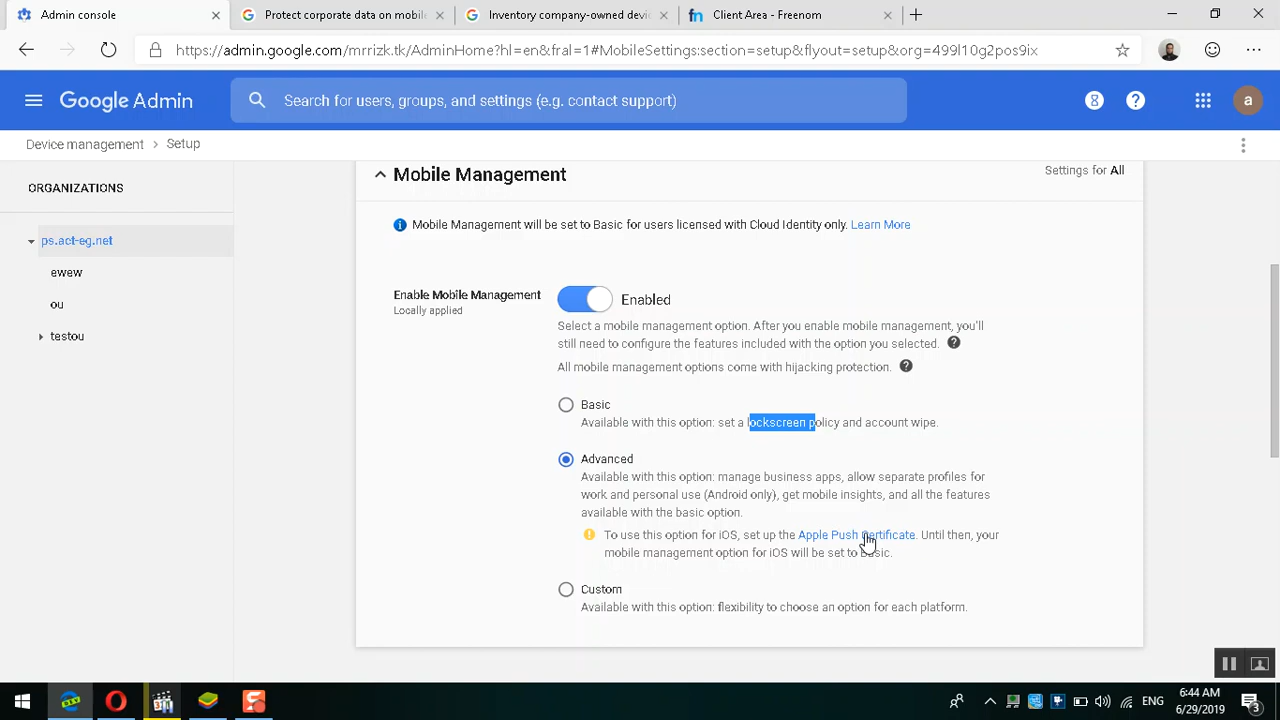 Admin console
Protect corporate data on mobile
Inventory company-owned devic
fn Client Area - Freenom
https://admin.google.com/mrrizk.tk/AdminHome?hl=en&fral=1#MobileSettings:section=setup&flyout=setup&org=499l10g2pos9ix
Google Admin
Search for users, groups, and settings (e.g. contact support)
a
Device management > Setup
ORGANIZATIONS
ps.act-eg.net
ewew
ou
testou
Mobile Management
Settings for All
Mobile Management will be set to Basic for users licensed with Cloud Identity only. Learn More
Enable Mobile Management
Locally applied
Enabled
Select a mobile management option. After you enable mobile management, you'll
still need to configure the features included with the option you selected.
All mobile management options come with hijacking protection.
Basic
Available with this option: set a lockscreen policy and account wipe.
Advanced
Available with this option: manage business apps, allow separate profiles for
work and personal use (Android only), get mobile insights, and all the features
available with the basic option.
To use this option for iOS, set up the Apple Push Certificate. Until then, your
mobile management option for iOS will be set to Basic.
Custom
Available with this option: flexibility to choose an option for each platform.
ENG
6:44 AM
6/29/2019
3